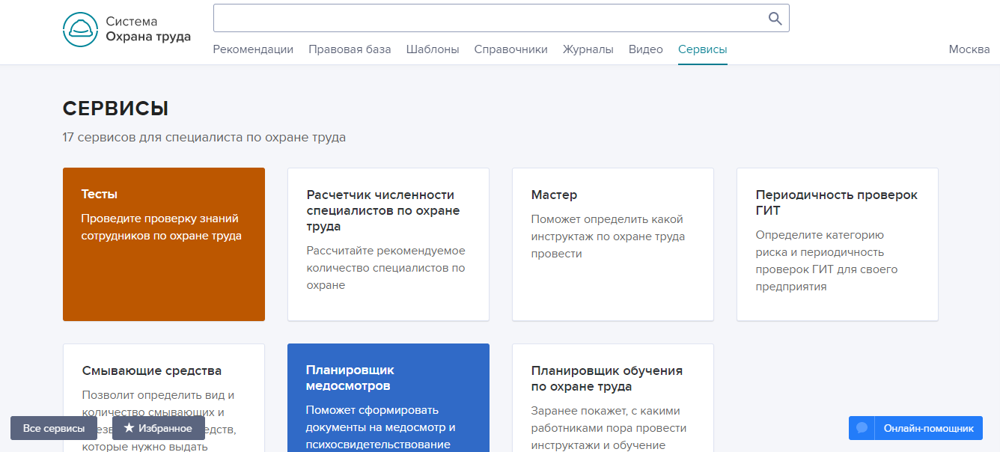 Система
Охрана труда
Рекомендации Правовая база Шаблоны Справочники Журналы Видео Сервисы Москва
СЕРВИСЫ
17 сервисов для специалиста по охране труда
Тесты
Проведите проверку знаний
сотрудников по охране труда
Расчетчик численности
специалистов по охране
труда
Рассчитайте рекомендуемое
количество специалистов по
охране
Мастер
Поможет определить какой
инструктаж по охране труда
провести
Периодичность проверок
ГИТ
Определите категорию
риска и периодичность
проверок ГИТ для своего
предприятия
Смывающие средства
Позволит определить вид и
количество смывающих и
которые нужно выдать
Планировщик
медосмотров
Поможет сформировать
документы на медосмотр и
психосвидетельствование
Планировщик обучения
по охране труда
Заранее покажет, с какими
работниками пора провести
инструктажи и обучение
Все сервисы
Избранное
Онлайн-помощник